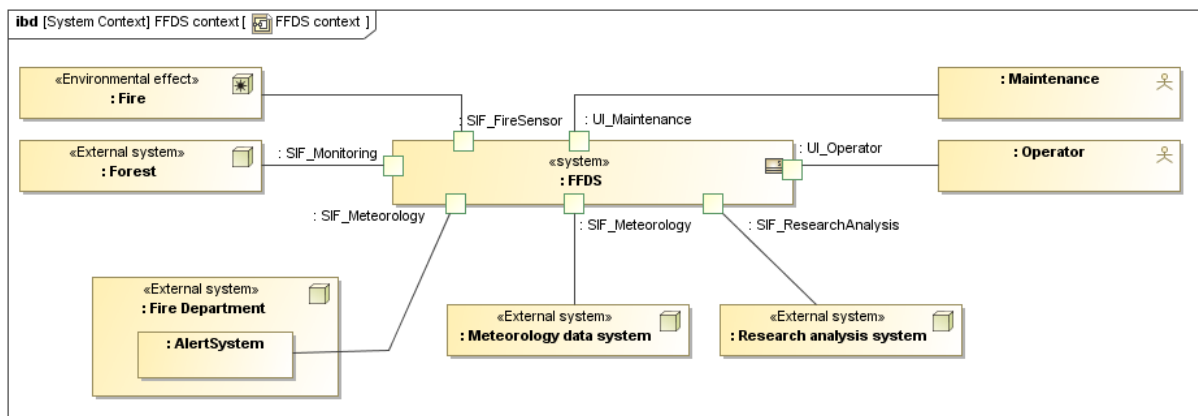 ibd [System Context] FFDS context [ FFDS context ]
«Environmental effect»
: Fire
: Maintenance
: SIF_FireSensor
: UI_Maintenance
«External system»
: Forest
: SIF_Monitoring
«system»
: FFDS
: UI_Operator
: Operator
: SIF_Meteorology
: SIF_Meteorology
: SIF_ResearchAnalysis
«External system»
: Fire Department
: AlertSystem
«External system»
: Meteorology data system
«External system»
: Research analysis system